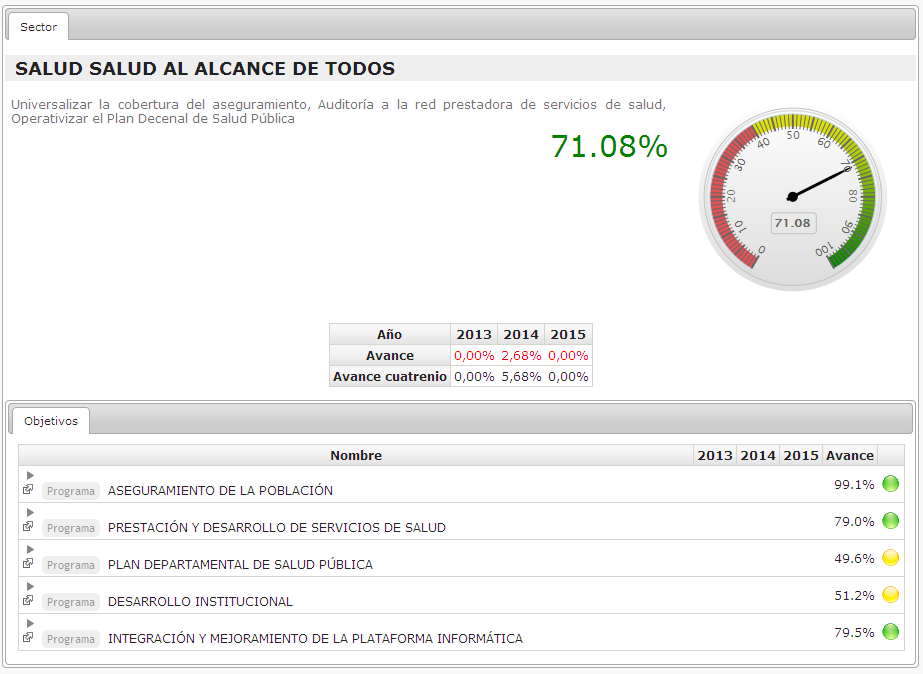 Sector
SALUD SALUD AL ALCANCE DE TODOS
Universalizar la cobertura del aseguramiento, Auditoría a la red prestadora de servicios de salud,
Operativizar el Plan Decenal de Salud Pública
71.08%
0 10 20 30 40 50 60 70 80 90 100
71.08
Año 2013 2014 2015
Avance 0,00% 2,68% 0,00%
Avance cuatrenio 0,00% 5,68% 0,00%
Objetivos
Nombre 2013 2014 2015 Avance
Programa ASEGURAMIENTO DE LA POBLACIÓN 99.1%
Programa PRESTACIÓN Y DESARROLLO DE SERVICIOS DE SALUD 79.0%
Programa PLAN DEPARTAMENTAL DE SALUD PÚBLICA 49.6%
Programa DESARROLLO INSTITUCIONAL 51.2%
Programa INTEGRACIÓN Y MEJORAMIENTO DE LA PLATAFORMA INFORMÁTICA 79.5%